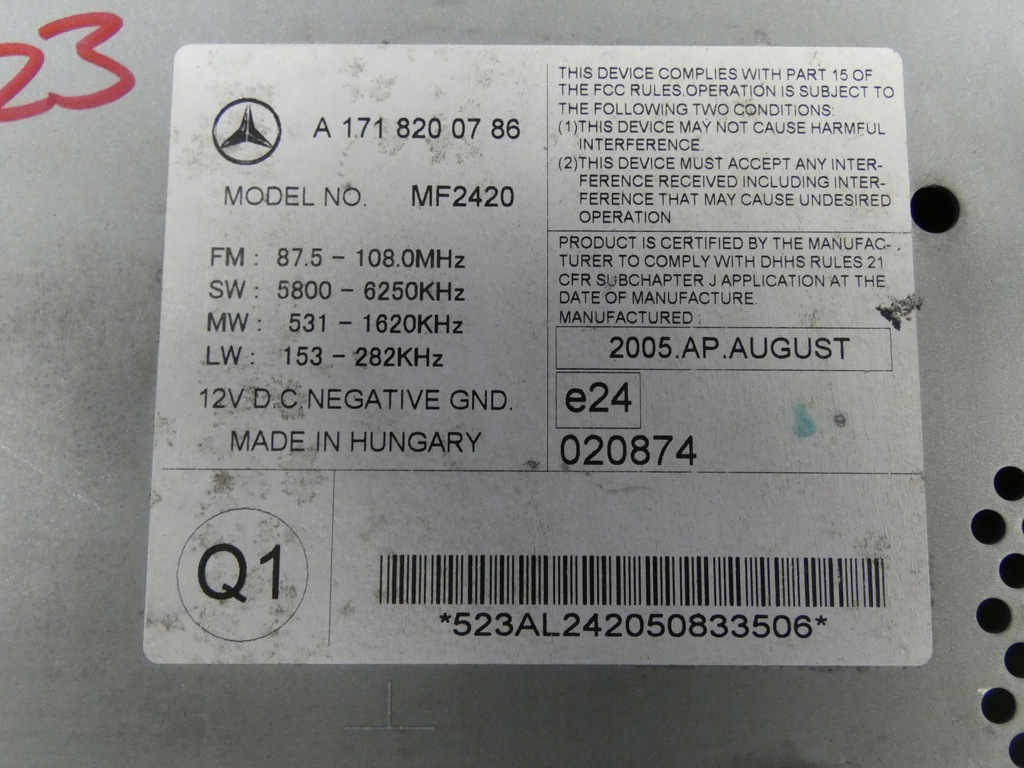 23
A 171 820 07 86
MODEL NO. MF2420
FM : 87.5 - 108.0MHz
SW : 5800 - 6250KHz
MW : 531 - 1620KHz
LW : 153 - 282KHz
12V D.C.NEGATIVE GND.
MADE IN HUNGARY
THIS DEVICE COMPLIES WITH PART 15 OF
THE FCC RULES.OPERATION IS SUBJECT TO
THE FOLLOWING TWO CONDITIONS:
(1)THIS DEVICE MAY NOT CAUSE HARMFUL
INTERFERENCE.
(2)THIS DEVICE MUST ACCEPT ANY INTER-
FERENCE RECEIVED INCLUDING INTER-
FERENCE THAT MAY CAUSE UNDESIRED
OPERATION
PRODUCT IS CERTIFIED BY THE MANUFAC-
TURER TO COMPLY WITH DHHS RULES 21
CFR SUBCHAPTER J APPLICATION AT THE
DATE OF MANUFACTURE.
MANUFACTURED :
2005.AP.AUGUST
e24
020874
Q1
*523AL242050833506*